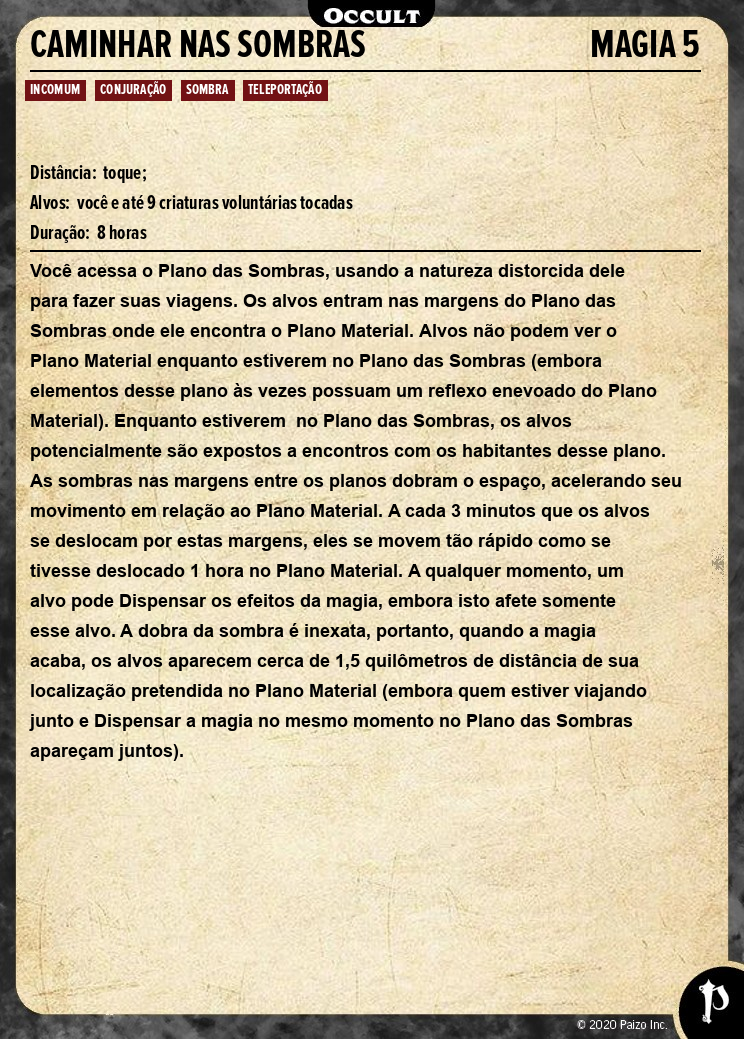 OCCULT
CAMINHAR NAS SOMBRAS MAGIA 5
INCOMUM CONJURAÇÃO SOMBRA TELEPORTAÇÃO
Distância: toque;
Alvos: você e até 9 criaturas voluntárias tocadas
Duração: 8 horas
Você acessa o Plano das Sombras, usando a natureza distorcida dele
para fazer suas viagens. Os alvos entram nas margens do Plano das
Sombras onde ele encontra o Plano Material. Alvos não podem ver o
Plano Material enquanto estiverem no Plano das Sombras (embora
elementos desse plano às vezes possuam um reflexo enevoado do Plano
Material). Enquanto estiverem no Plano das Sombras, os alvos
potencialmente são expostos a encontros com os habitantes desse plano.
As sombras nas margens entre os planos dobram o espaço, acelerando seu
movimento em relação ao Plano Material. A cada 3 minutos que os alvos
se deslocam por estas margens, eles se movem tão rápido como se
tivesse deslocado 1 hora no Plano Material. A qualquer momento, um
alvo pode Dispensar os efeitos da magia, embora isto afete somente
esse alvo. A dobra da sombra é inexata, portanto, quando a magia
acaba, os alvos aparecem cerca de 1,5 quilômetros de distância de sua
localização pretendida no Plano Material (embora quem estiver viajando
junto e Dispensar a magia no mesmo momento no Plano das Sombras
apareçam juntos).
© 2020 Paizo Inc.